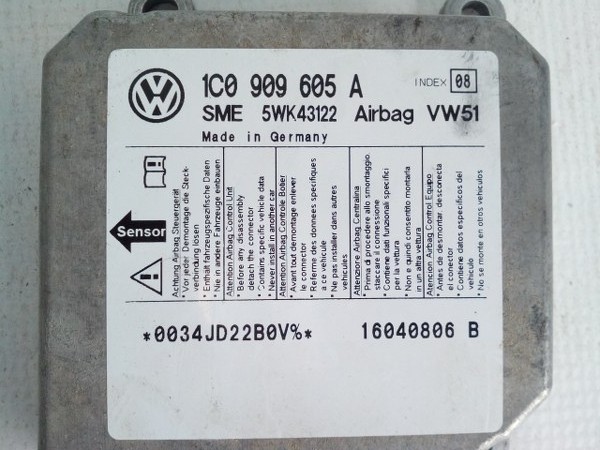 1C0 909 605 A
INDEX 08
SME 5WK43122 Airbag VW51
Made in Germany
Sensor
Achtung Airbag Steuergerät
* Vor jeder Demontage die Steck-
verbindung lösen
* Enthält fahrzeugspezifische Daten
* Nie in andere Fahrzeuge einbauen
Attention Airbag Control Unit
* Before any disassembly
detach the connector
* Contains specific vehicle data
* Never install in another car
Attention Airbag Controle Boitier
* Avant tout demontage enlever
le connector
* Referme des donnees specifiques
a ce vehicule
* Ne pas installer dans autres
vehicules
Attenzione Airbag Centralina
* Prima di procedere allo smontaggio
staccare il connessione
* Contiene dati funzionali specifici
per la vettura
* Non e quindi consentito montarla
in un altra vettura
Atencion Airbag Control Equipo
* Antes de desmontar desconecta
el conector
* Contiene datos especificos del
vehiculo
* No se monte en otros vehiculos
*0034JD22B0V%*
16040806 B